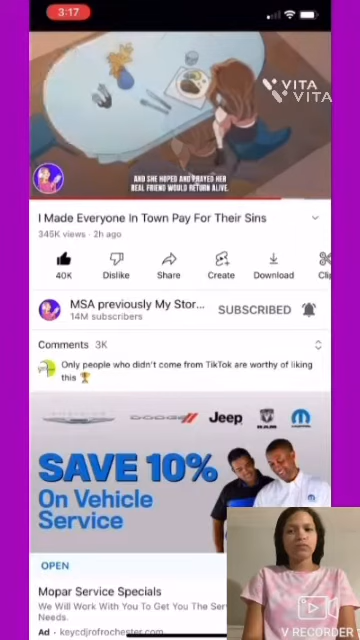 3:17
VITA
VITA
AND SHE HOPED AND PRAYED HER
REAL FRIEND WOULD RETURN ALIVE.
I Made Everyone In Town Pay For Their Sins
345K views · 2h ago
40K
Dislike
Share
Create
Download
Clip
MSA previously My Stor...
14M subscribers
SUBSCRIBED
Comments 3K
Only people who didn't come from TikTok are worthy of liking
this 🏆
DODGE
Jeep
RAM
SAVE 10%
On Vehicle
Service
OPEN
Mopar Service Specials
We Will Work With You To Get You The Ser
Needs.
Ad · keycdjrofrochester.com
V RECORDER